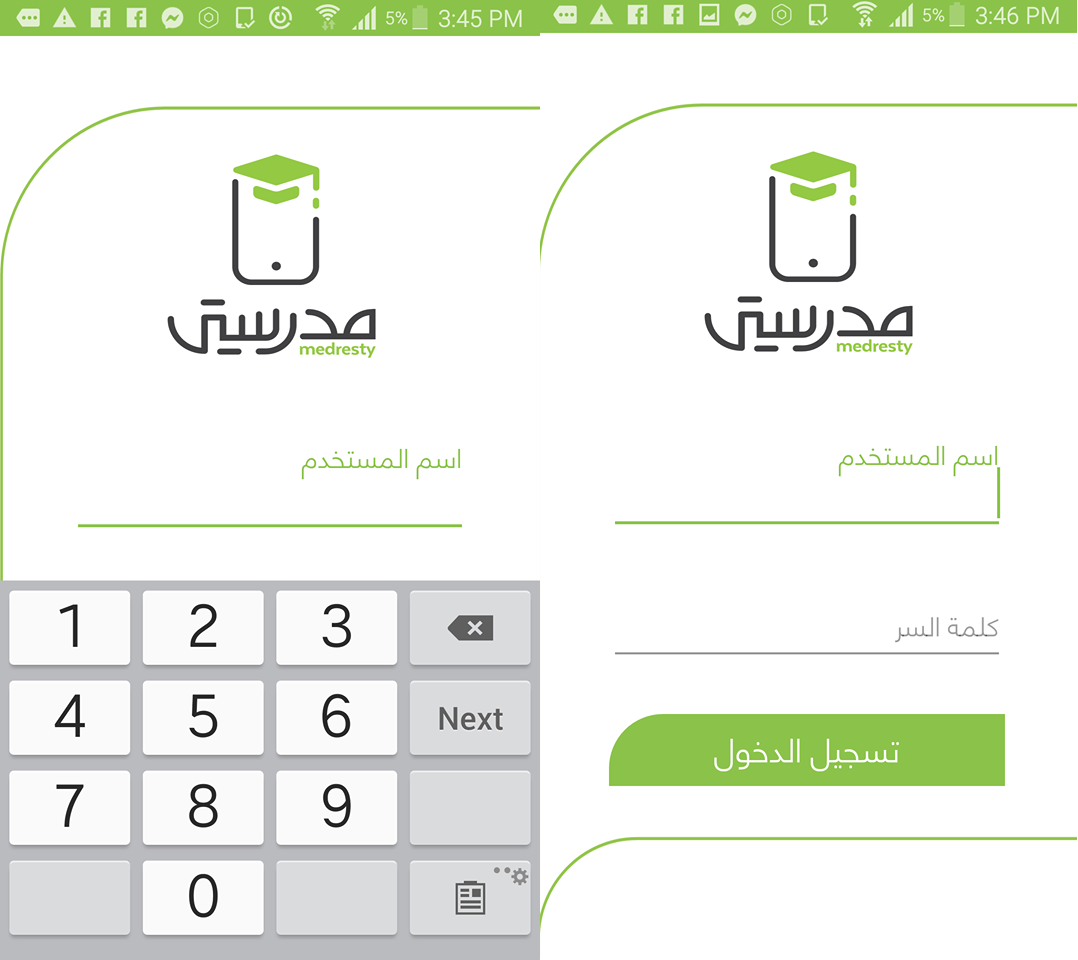 5% 3:45 PM
مدرستي
medresty
اسم المستخدم
1 2 3
4 5 6 Next
7 8 9
0
5% 3:46 PM
مدرستي
medresty
اسم المستخدم
كلمة السر
تسجيل الدخول